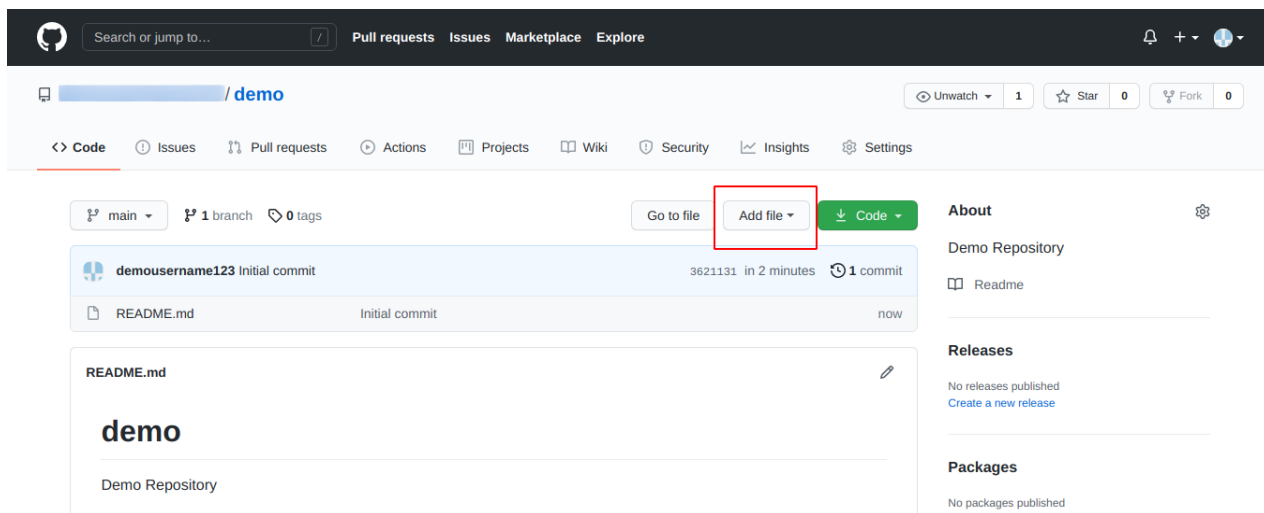 Search or jump to... / Pull requests Issues Marketplace Explore
/ demo Unwatch 1 Star 0 Fork 0
<> Code Issues Pull requests Actions Projects Wiki Security Insights Settings
main 1 branch 0 tags Go to file Add file Code
About
Demo Repository
demousername123 Initial commit 3621131 in 2 minutes 1 commit
Readme
README.md Initial commit now
Releases
README.md
No releases published
Create a new release
demo
Packages
Demo Repository
No packages published